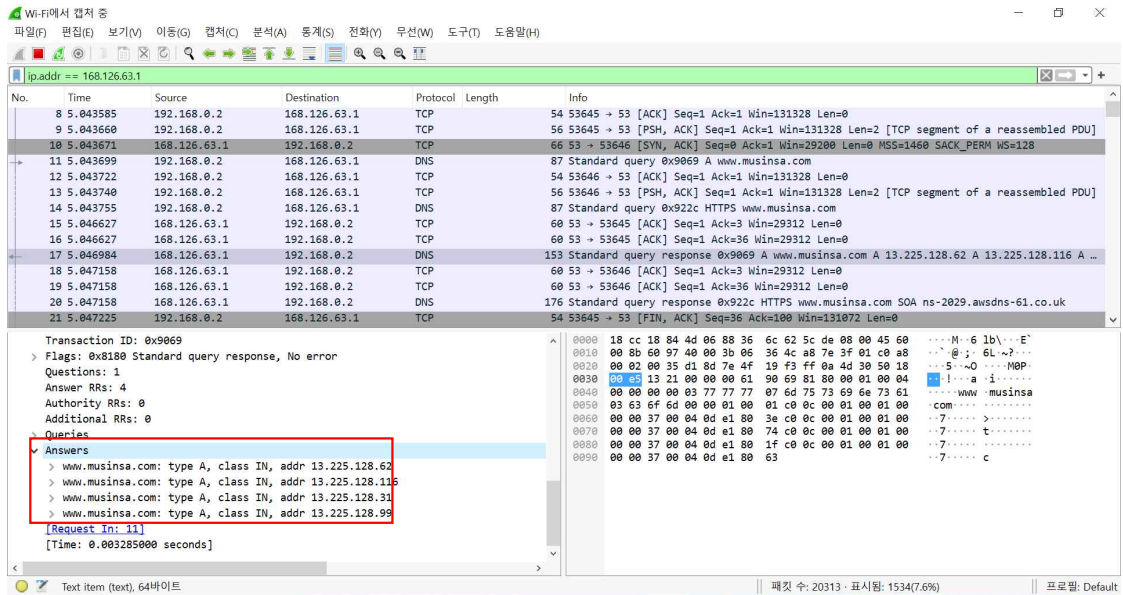 Wi-Fi에서 캡처 중
파일(F) 편집(E) 보기(V) 이동(G) 캡처(C) 분석(A) 통계(S) 전화(Y) 무선(W) 도구(T) 도움말(H)
ip.addr == 168.126.63.1
No. Time Source Destination Protocol Length Info
8 5.043585 192.168.0.2 168.126.63.1 TCP 54 53645 → 53 [ACK] Seq=1 Ack=1 Win=131328 Len=0
9 5.043660 192.168.0.2 168.126.63.1 TCP 56 53645 → 53 [PSH, ACK] Seq=1 Ack=1 Win=131328 Len=2 [TCP segment of a reassembled PDU]
10 5.043671 168.126.63.1 192.168.0.2 TCP 66 53 → 53646 [SYN, ACK] Seq=0 Ack=1 Win=29200 Len=0 MSS=1460 SACK_PERM WS=128
11 5.043699 192.168.0.2 168.126.63.1 DNS 87 Standard query 0x9069 A www.musinsa.com
12 5.043722 192.168.0.2 168.126.63.1 TCP 54 53646 → 53 [ACK] Seq=1 Ack=1 Win=131328 Len=0
13 5.043740 192.168.0.2 168.126.63.1 TCP 56 53646 → 53 [PSH, ACK] Seq=1 Ack=1 Win=131328 Len=2 [TCP segment of a reassembled PDU]
14 5.043755 192.168.0.2 168.126.63.1 DNS 87 Standard query 0x922c HTTPS www.musinsa.com
15 5.046627 168.126.63.1 192.168.0.2 TCP 60 53 → 53645 [ACK] Seq=1 Ack=3 Win=29312 Len=0
16 5.046627 168.126.63.1 192.168.0.2 TCP 60 53 → 53645 [ACK] Seq=1 Ack=36 Win=29312 Len=0
17 5.046984 168.126.63.1 192.168.0.2 DNS 153 Standard query response 0x9069 A www.musinsa.com A 13.225.128.62 A 13.225.128.116 A …
18 5.047158 168.126.63.1 192.168.0.2 TCP 60 53 → 53646 [ACK] Seq=1 Ack=3 Win=29312 Len=0
19 5.047158 168.126.63.1 192.168.0.2 TCP 60 53 → 53646 [ACK] Seq=1 Ack=36 Win=29312 Len=0
20 5.047158 168.126.63.1 192.168.0.2 DNS 176 Standard query response 0x922c HTTPS www.musinsa.com SOA ns-2029.awsdns-61.co.uk
21 5.047225 192.168.0.2 168.126.63.1 TCP 54 53645 → 53 [FIN, ACK] Seq=36 Ack=100 Win=131072 Len=0
Transaction ID: 0x9069
Flags: 0x8180 Standard query response, No error
Questions: 1
Answer RRs: 4
Authority RRs: 0
Additional RRs: 0
Queries
Answers
www.musinsa.com: type A, class IN, addr 13.225.128.62
www.musinsa.com: type A, class IN, addr 13.225.128.116
www.musinsa.com: type A, class IN, addr 13.225.128.31
www.musinsa.com: type A, class IN, addr 13.225.128.99
[Request In: 11]
[Time: 0.003285000 seconds]
0000 18 cc 18 84 4d 06 88 36 6c 62 5c de 08 00 45 60 ····M··6 lb\···E`
0010 00 8b 60 97 40 00 3b 06 36 4c a8 7e 3f 01 c0 a8 ··`·@·;· 6L·~?···
0020 00 02 00 35 d1 8d 7e 4f 19 f3 ff 0a 4d 30 50 18 ···5··~O ····M0P·
0030 00 e5 13 21 00 00 00 61 90 69 81 80 00 01 00 04 ···!···a ·i······
0040 00 00 00 00 03 77 77 77 07 6d 75 73 69 6e 73 61 ·····www ·musinsa
0050 03 63 6f 6d 00 00 01 00 01 c0 0c 00 01 00 01 00 ·com···· ········
0060 00 00 37 00 04 0d e1 80 3e c0 0c 00 01 00 01 00 ··7····· >·······
0070 00 00 37 00 04 0d e1 80 74 c0 0c 00 01 00 01 00 ··7····· t·······
0080 00 00 37 00 04 0d e1 80 1f c0 0c 00 01 00 01 00 ··7····· ········
0090 00 00 37 00 04 0d e1 80 63 ··7····· c
Text item (text), 64바이트 패킷 수: 20313 · 표시됨: 1534(7.6%) 프로필: Default